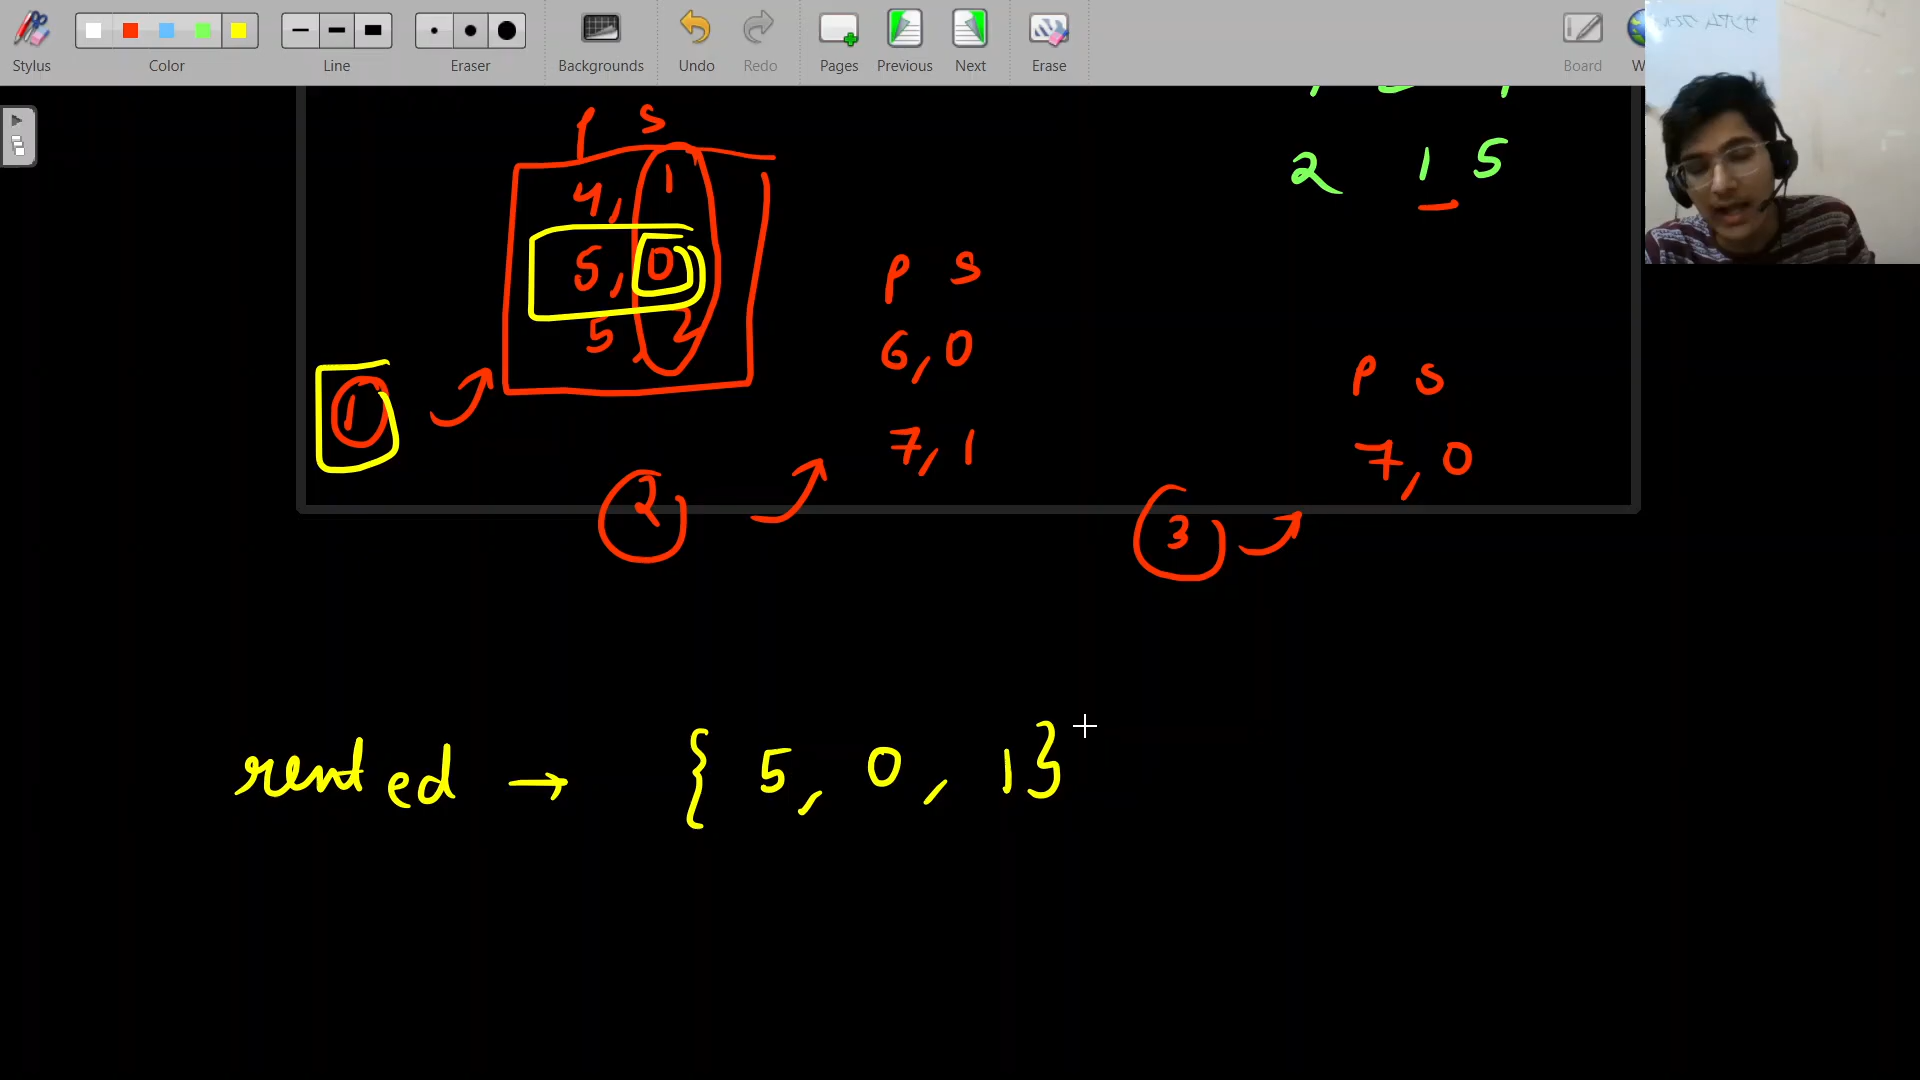 Stylus
Color
Line
Eraser
Backgrounds
Undo
Redo
Pages
Previous
Next
Erase
Board
W
2 1 5
p s
4, 1
5, 0
5, 2
1
p s
6, 0
7, 1
2
p s
7, 0
3
rented → { 5, 0, 1}